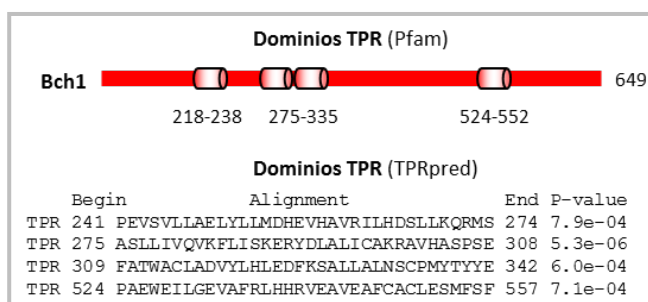 Dominios TPR (Pfam)
Bch1 649
218-238 275-335 524-552
Dominios TPR (TPRpred)
Begin Alignment End P-value
TPR 241 PEVSVLLAELYLLMDHEVHAVRILHDSLLKQRMS 274 7.9e-04
TPR 275 ASLLIVQVKFLISKERYDLALICAKRAVHASPSE 308 5.3e-06
TPR 309 FATWACLADVYLHLEDFKSALLALNSCPMYTYYE 342 6.0e-04
TPR 524 PAEWEILGEVAFRLHHRVEAVEAFCACLESMFSF 557 7.1e-04